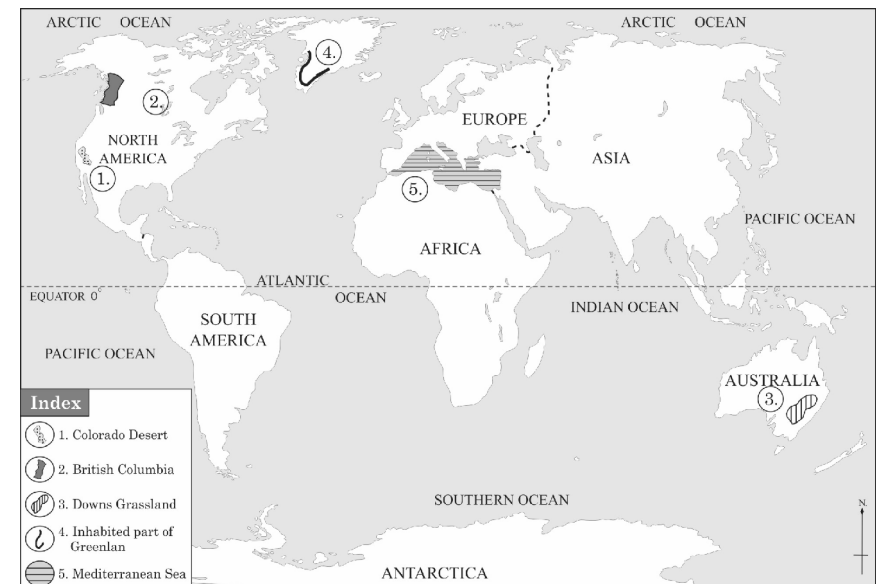 ARCTIC OCEAN
ARCTIC OCEAN
4.
2.
EUROPE
NORTH
AMERICA
ASIA
1.
5.
PACIFIC OCEAN
AFRICA
ATLANTIC
EQUATOR 0°
OCEAN
INDIAN OCEAN
SOUTH
AMERICA
PACIFIC OCEAN
AUSTRALIA
3.
Index
1. Colorado Desert
2. British Columbia
3. Downs Grassland
4. Inhabited part of
Greenlan
5. Mediterranean Sea
SOUTHERN OCEAN
N.
ANTARCTICA